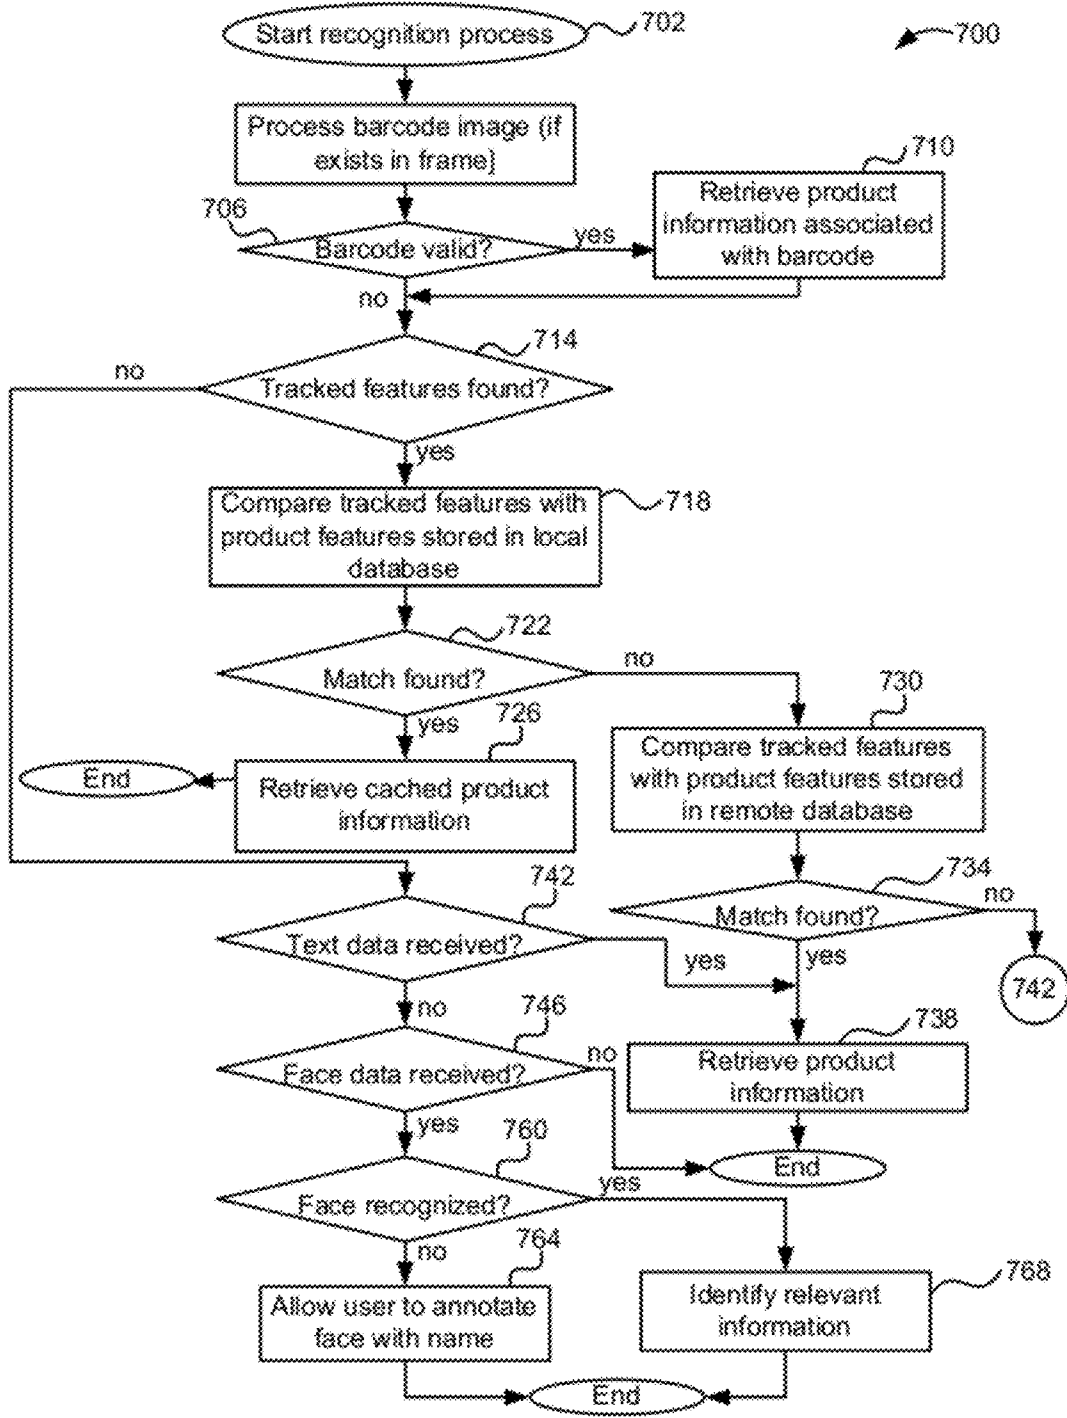 Start recognition process
702
700
Process barcode image (if
exists in frame)
710
Retrieve product
information associated
with barcode
706
Barcode valid?
yes
no
714
no
Tracked features found?
yes
Compare tracked features with
product features stored in local
database
718
722
Match found?
no
yes
726
730
Compare tracked features
with product features stored
in remote database
End
Retrieve cached product
information
742
734
no
Match found?
Text data received?
yes
yes
742
no
746
738
Face data received?
no
Retrieve product
information
yes
760
End
Face recognized?
yes
no
764
768
Allow user to annotate
face with name
Identify relevant
information
End